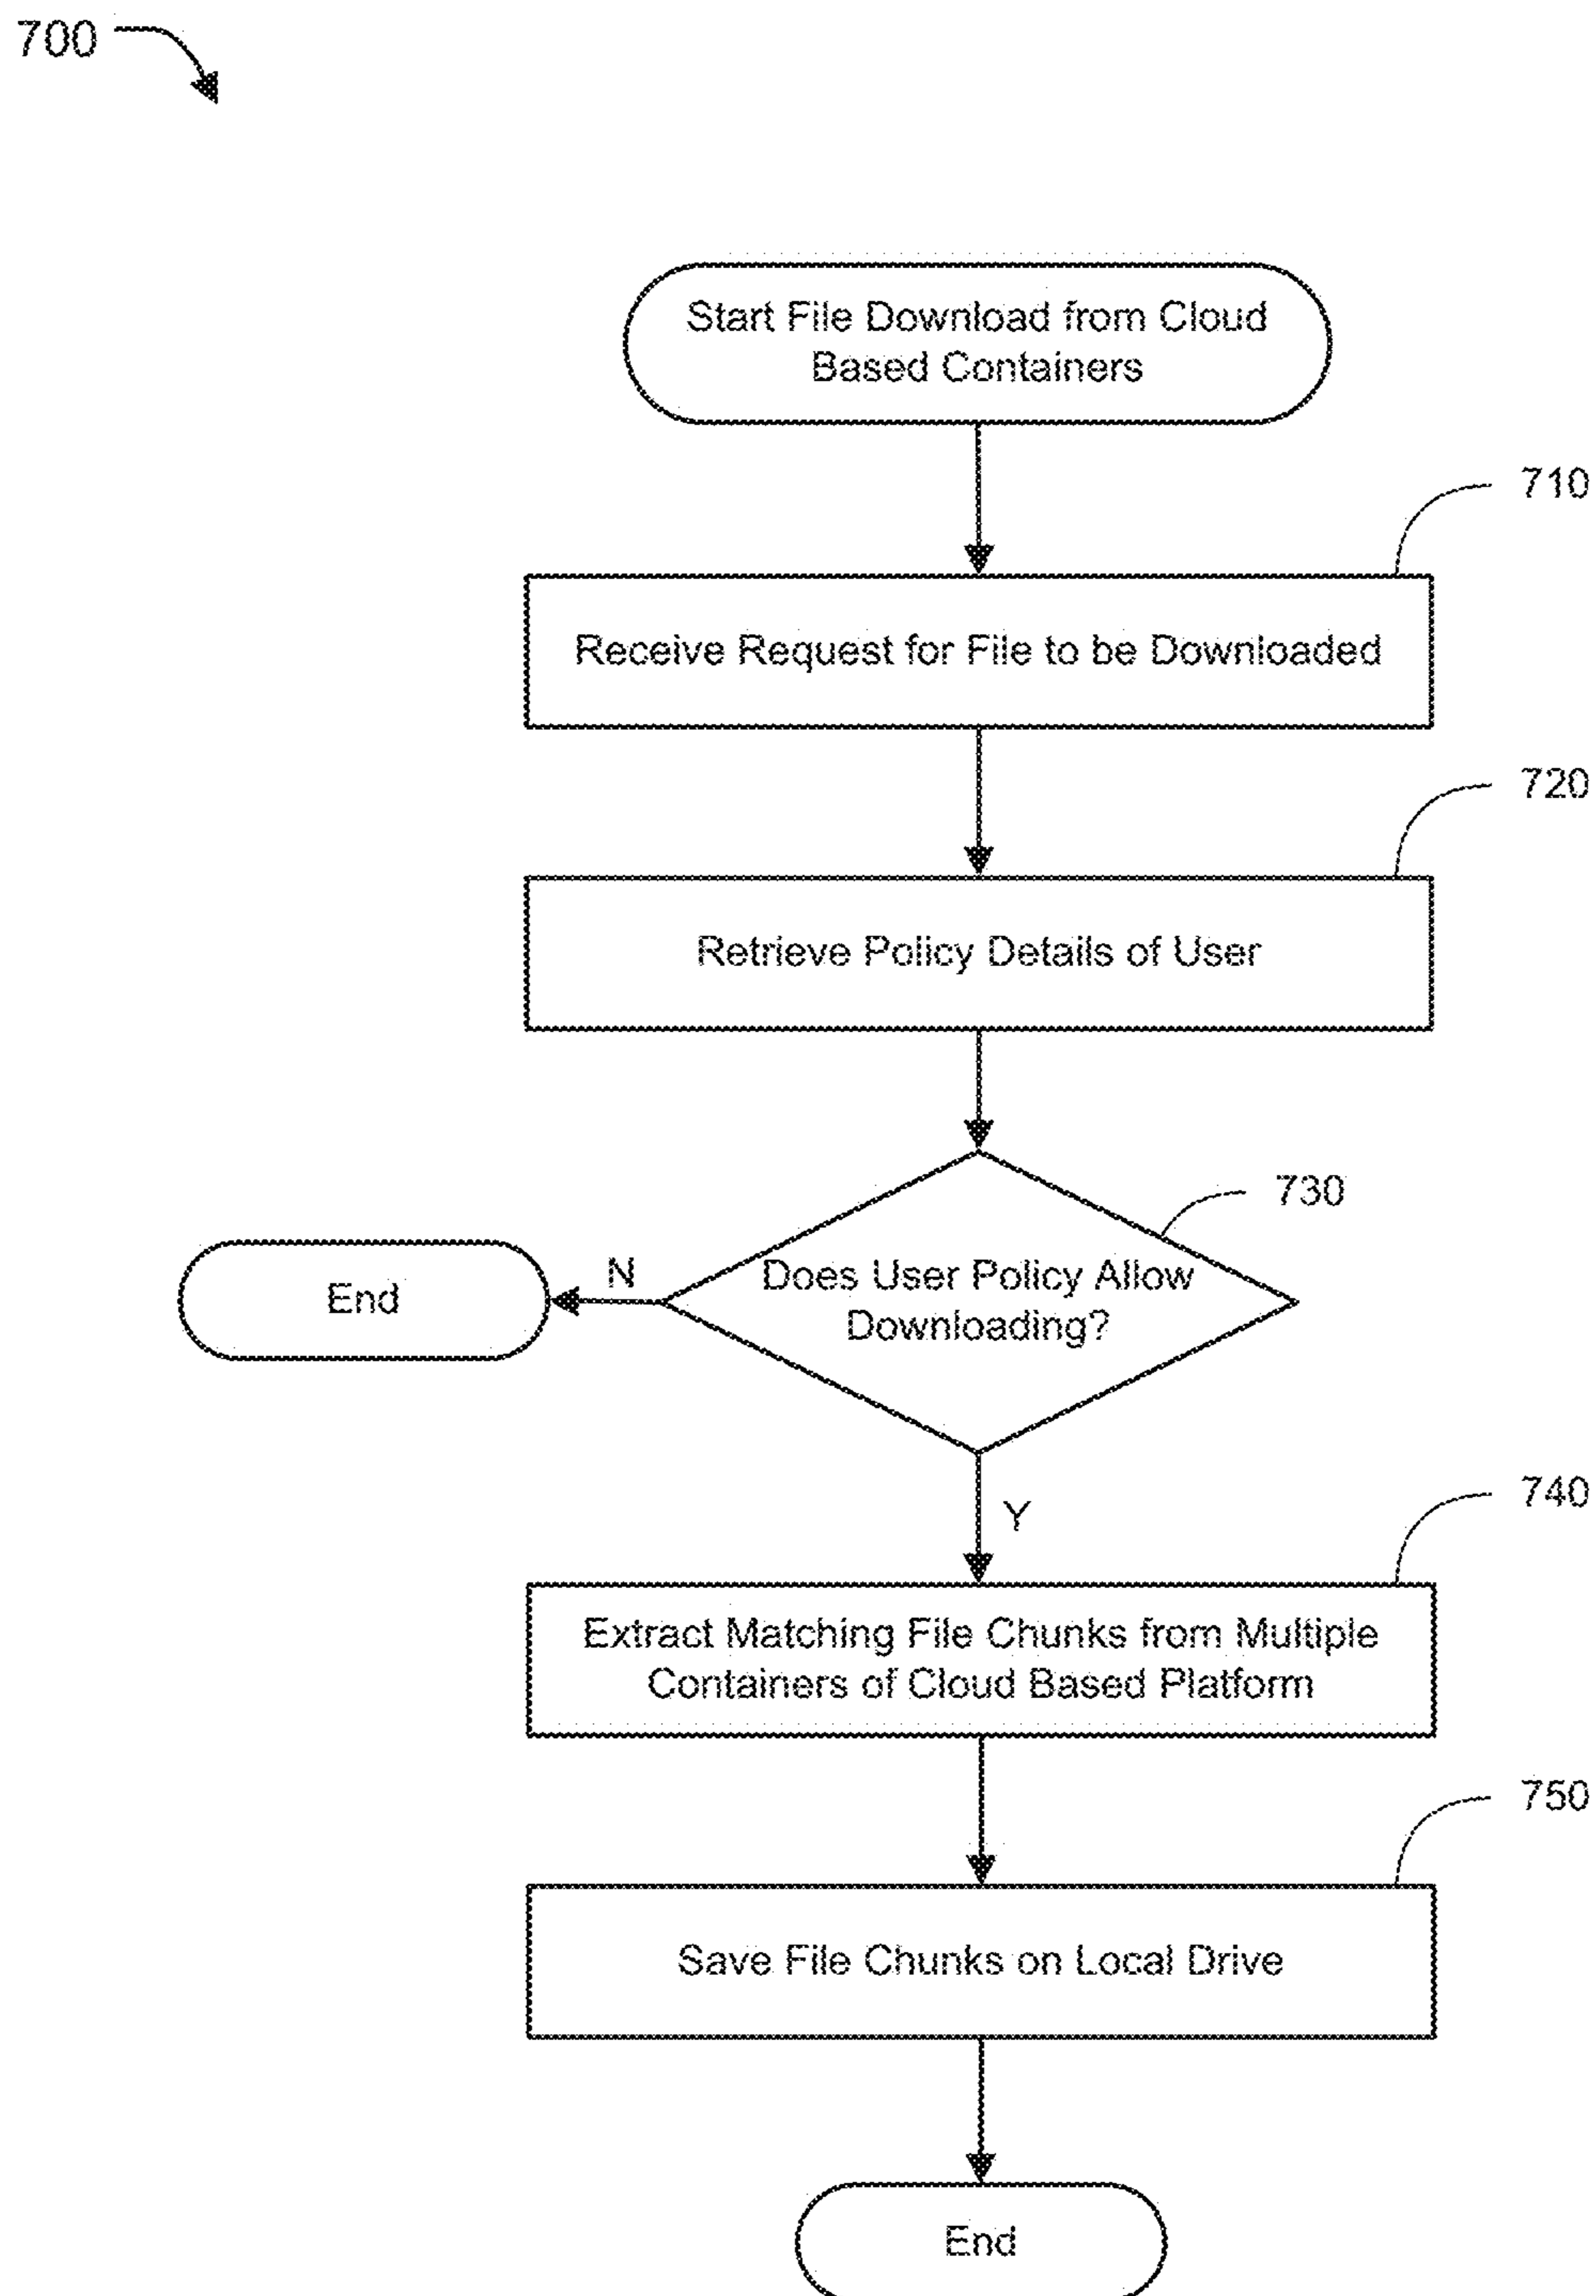 700
Start File Download from Cloud
Based Containers
710
Receive Request for File to be Downloaded
720
Retrieve Policy Details of User
730
Does User Policy Allow
Downloading?
N
End
Y
740
Extract Matching File Chunks from Multiple
Containers of Cloud Based Platform
750
Save File Chunks on Local Drive
End